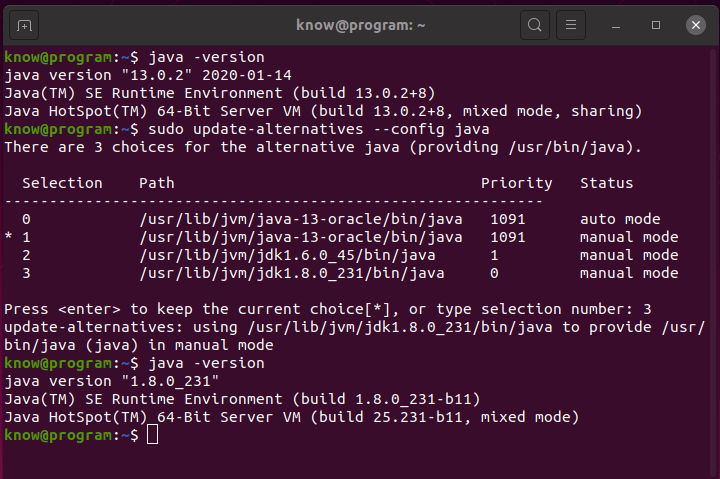 know@program: ~
know@program:~$ java -version
java version "13.0.2" 2020-01-14
Java(TM) SE Runtime Environment (build 13.0.2+8)
Java HotSpot(TM) 64-Bit Server VM (build 13.0.2+8, mixed mode, sharing)
know@program:~$ sudo update-alternatives --config java
There are 3 choices for the alternative java (providing /usr/bin/java).
  Selection    Path                                  Priority   Status
------------------------------------------------------------
  0            /usr/lib/jvm/java-13-oracle/bin/java   1091      auto mode
* 1            /usr/lib/jvm/java-13-oracle/bin/java   1091      manual mode
  2            /usr/lib/jvm/jdk1.6.0_45/bin/java      1         manual mode
  3            /usr/lib/jvm/jdk1.8.0_231/bin/java     0         manual mode
Press <enter> to keep the current choice[*], or type selection number: 3
update-alternatives: using /usr/lib/jvm/jdk1.8.0_231/bin/java to provide /usr/
bin/java (java) in manual mode
know@program:~$ java -version
java version "1.8.0_231"
Java(TM) SE Runtime Environment (build 1.8.0_231-b11)
Java HotSpot(TM) 64-Bit Server VM (build 25.231-b11, mixed mode)
know@program:~$